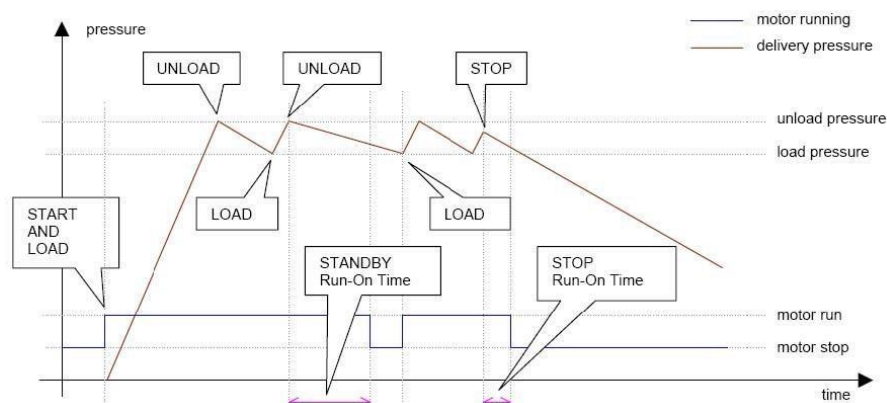 pressure
motor running
delivery pressure
UNLOAD
UNLOAD
STOP
unload pressure
load pressure
START
AND
LOAD
LOAD
LOAD
STANDBY
Run-On Time
STOP
Run-On Time
motor run
motor stop
time